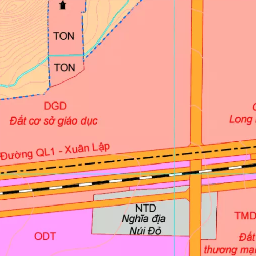 TON
TON
DGD
Đất cơ sở giáo dục
Long
Đường QL1 - Xuân Lập
NTD
Nghĩa địa
Núi Đỏ
TMD
ODT
Đất
thương mại